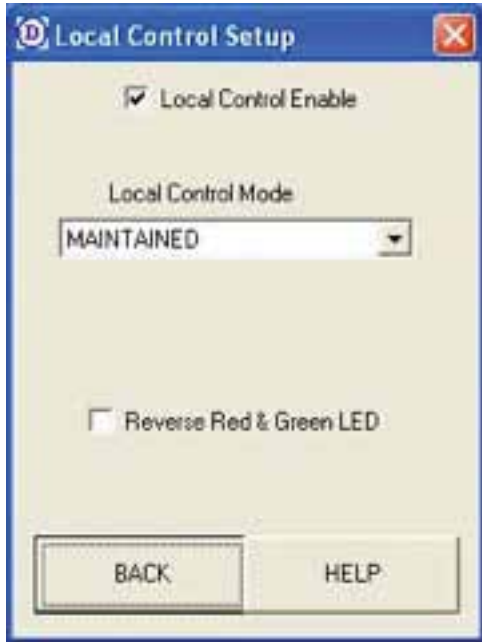 D Local Control Setup
Local Control Enable
Local Control Mode
MAINTAINED
Reverse Red & Green LED
BACK HELP